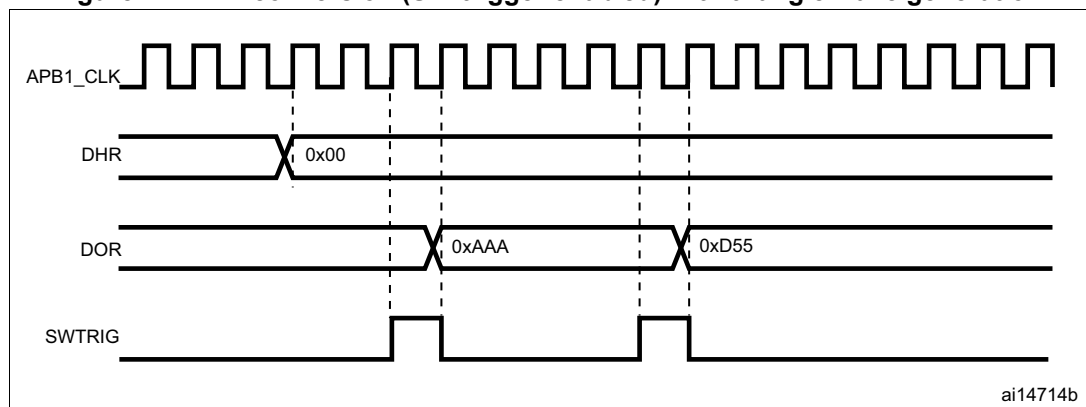 APB1_CLK
DHR
0x00
DOR
0xAAA
0xD55
SWTRIG
ai14714b